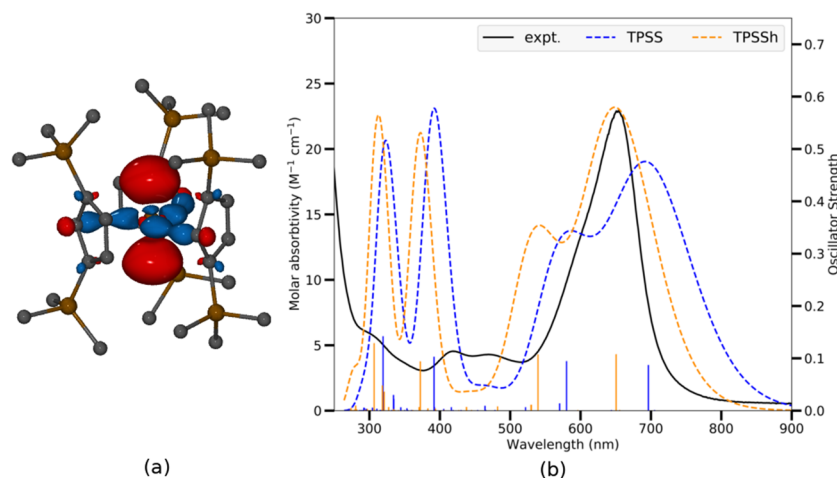 expt. TPSS TPSSh
30
25
20
15
10
5
0
Molar absorbtivity (M⁻¹ cm⁻¹)
0.7
0.6
0.5
0.4
0.3
0.2
0.1
0.0
Oscillator Strength
300 400 500 600 700 800 900
Wavelength (nm)
(a) (b)